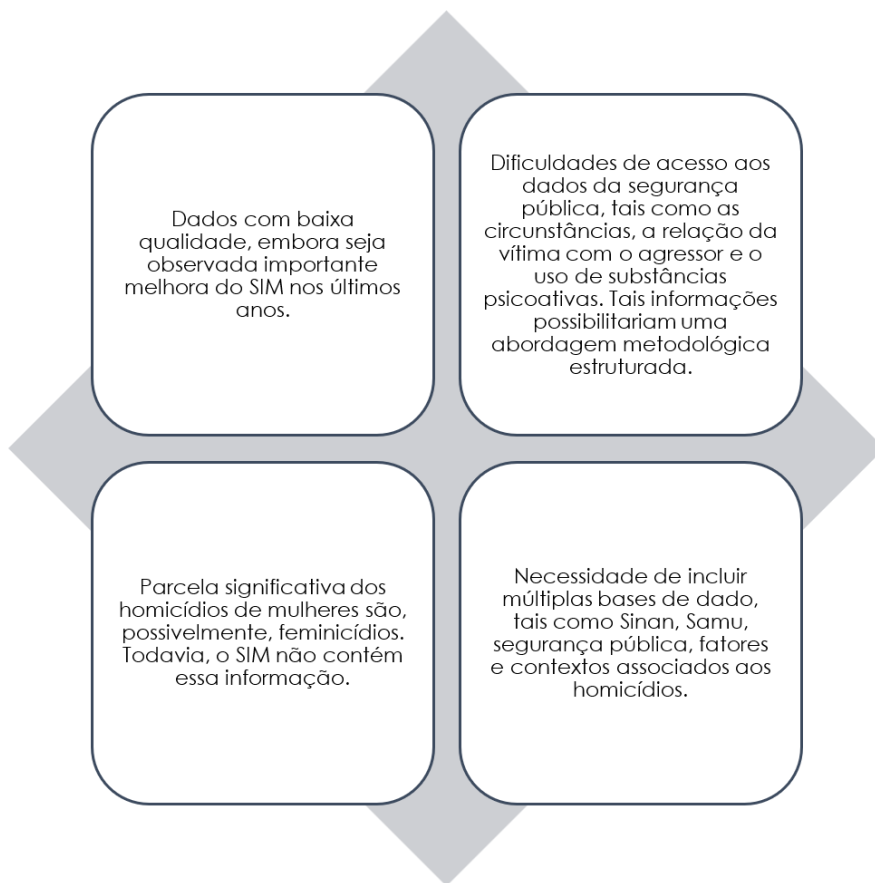 Dados com baixa
qualidade, embora seja
observada importante
melhora do SIM nos últimos
anos.
Dificuldades de acesso aos
dados da segurança
pública, tais como as
circunstâncias, a relação da
vítima com o agressor e o
uso de substâncias
psicoativas. Tais informações
possibilitariam uma
abordagem metodológica
estruturada.
Parcela significativa dos
homicídios de mulheres são,
possivelmente, feminicídios.
Todavia, o SIM não contém
essa informação.
Necessidade de incluir
múltiplas bases de dado,
tais como Sinan, Samu,
segurança pública, fatores
e contextos associados aos
homicídios.